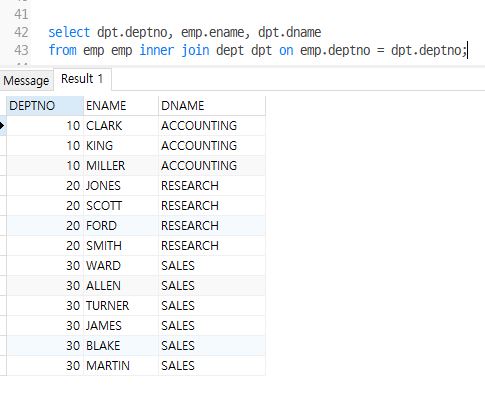 41
42 select dpt.deptno, emp.ename, dpt.dname
43 from emp emp inner join dept dpt on emp.deptno = dpt.deptno;
Message Result 1
DEPTNO ENAME DNAME
10 CLARK ACCOUNTING
10 KING ACCOUNTING
10 MILLER ACCOUNTING
20 JONES RESEARCH
20 SCOTT RESEARCH
20 FORD RESEARCH
20 SMITH RESEARCH
30 WARD SALES
30 ALLEN SALES
30 TURNER SALES
30 JAMES SALES
30 BLAKE SALES
30 MARTIN SALES